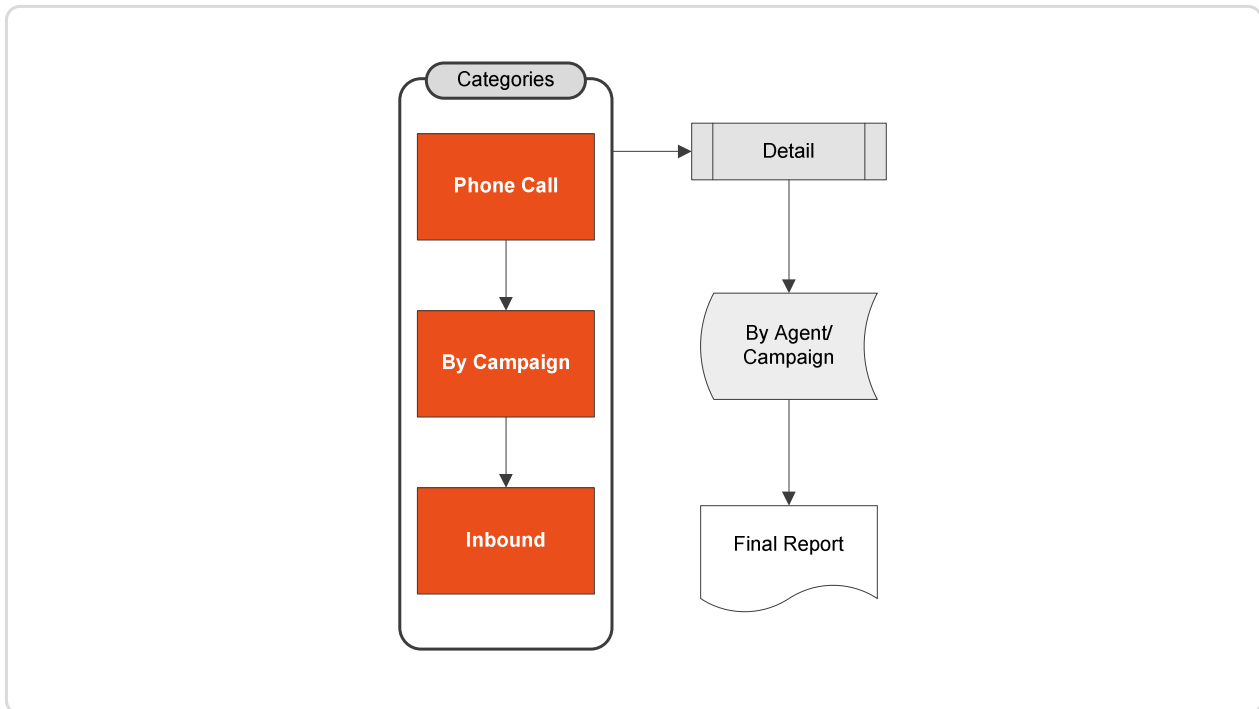 Categories
Phone Call
By Campaign
Inbound
Detail
By Agent/
Campaign
Final Report